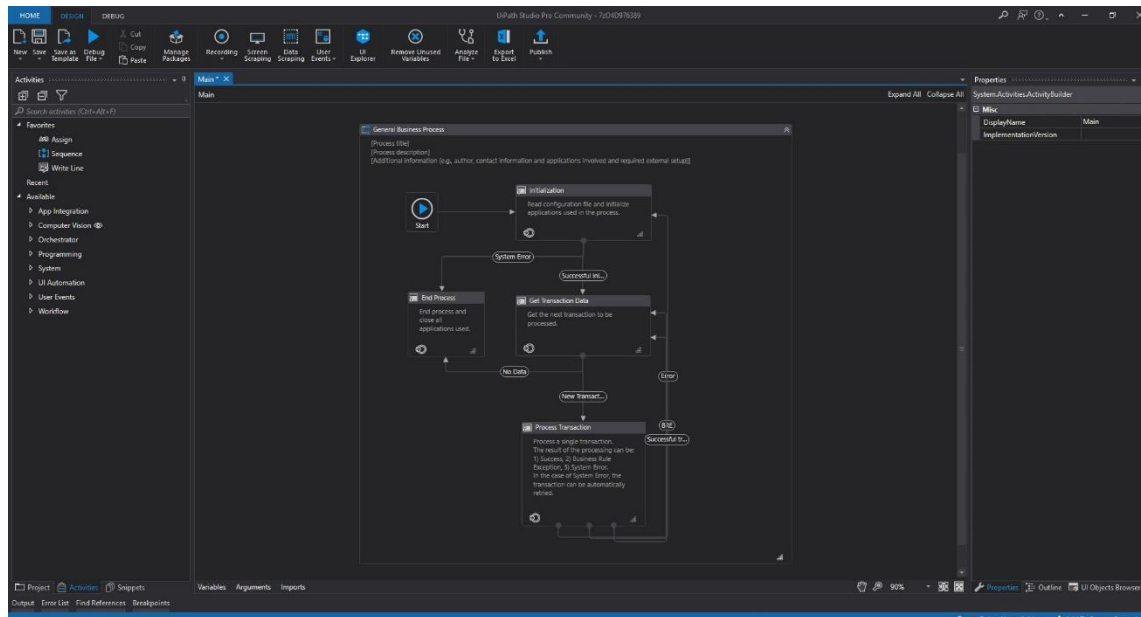 HOME DESIGN DEBUG UiPath Studio Pro Community - 7zO4D976389
New Save Save as Template Debug File Cut Copy Paste Manage Packages Recording Screen Scraping Data Scraping User Events UI Explorer Remove Unused Variables Analyze File Export to Excel Publish
Activities
Search activities (Ctrl+Alt+F)
Favorites
Assign
Sequence
Write Line
Recent
Available
App Integration
Computer Vision
Orchestrator
Programming
System
UI Automation
User Events
Workflow
Main*
Main Expand All Collapse All
General Business Process
[Process title]
[Process description]
[Additional information (e.g., author, contact information and applications involved and required external setup)]
Start
Initialization
Read configuration file and initialize
applications used in the process.
System Error
Successful ini...
End Process
End process and
close all
applications used.
Get Transaction Data
Get the next transaction to be
processed.
No Data
Error
New Transact...
BRE
Successful tr...
Process Transaction
Process a single transaction.
The result of the processing can be:
1) Success, 2) Business Rule
Exception, 3) System Error.
In the case of System Error, the
transaction can be automatically
retried.
Properties
System.Activities.ActivityBuilder
Misc
DisplayName Main
ImplementationVersion
Project Activities Snippets Variables Arguments Imports 90% Properties Outline UI Objects Browser
Output Error List Find References Breakpoints